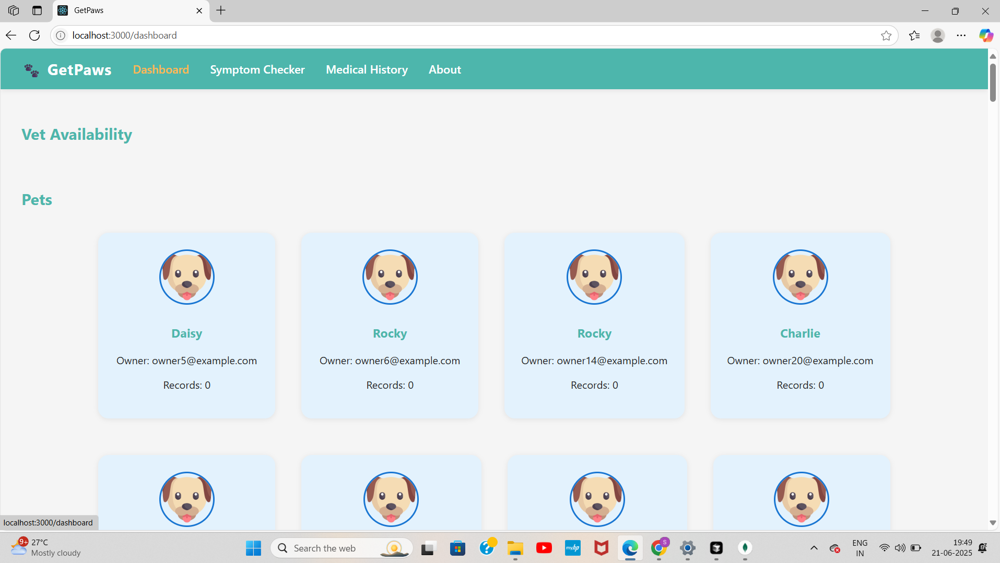 GetPaws
localhost:3000/dashboard
GetPaws Dashboard Symptom Checker Medical History About
Vet Availability
Pets
Daisy Rocky Rocky Charlie
Owner: owner5@example.com Owner: owner6@example.com Owner: owner14@example.com Owner: owner20@example.com
Records: 0 Records: 0 Records: 0 Records: 0
localhost:3000/dashboard
9+ 27°C
Mostly cloudy
Search the web
myhp
S
ENG
IN
19:49
21-06-2025